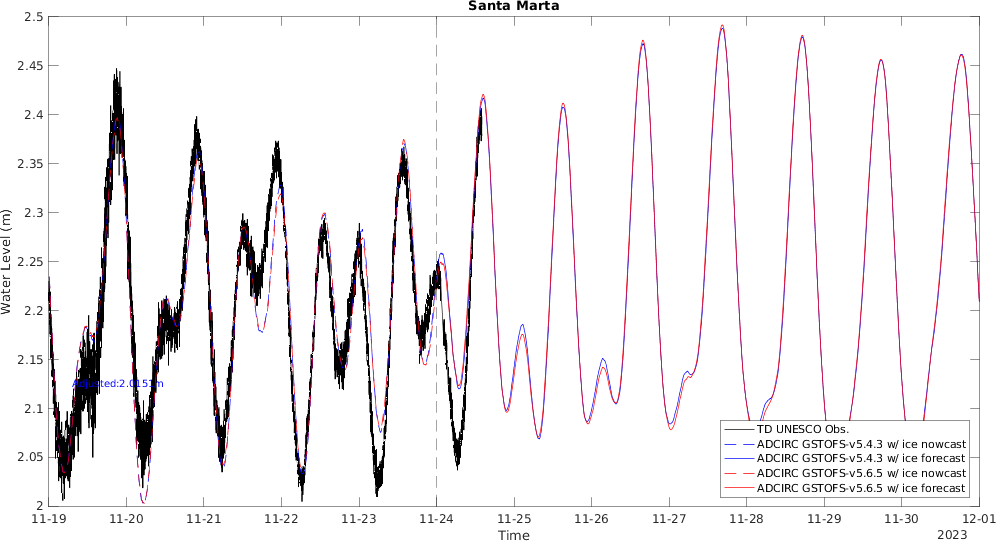 Santa Marta
2.5
2.45
2.4
2.35
2.3
2.25
2.2
2.15
2.1
2.05
2
Water Level (m)
Adjusted:2.0151m
TD UNESCO Obs.
ADCIRC GSTOFS-v5.4.3 w/ ice nowcast
ADCIRC GSTOFS-v5.4.3 w/ ice forecast
ADCIRC GSTOFS-v5.6.5 w/ ice nowcast
ADCIRC GSTOFS-v5.6.5 w/ ice forecast
11-19 11-20 11-21 11-22 11-23 11-24 11-25 11-26 11-27 11-28 11-29 11-30 12-01
Time
2023